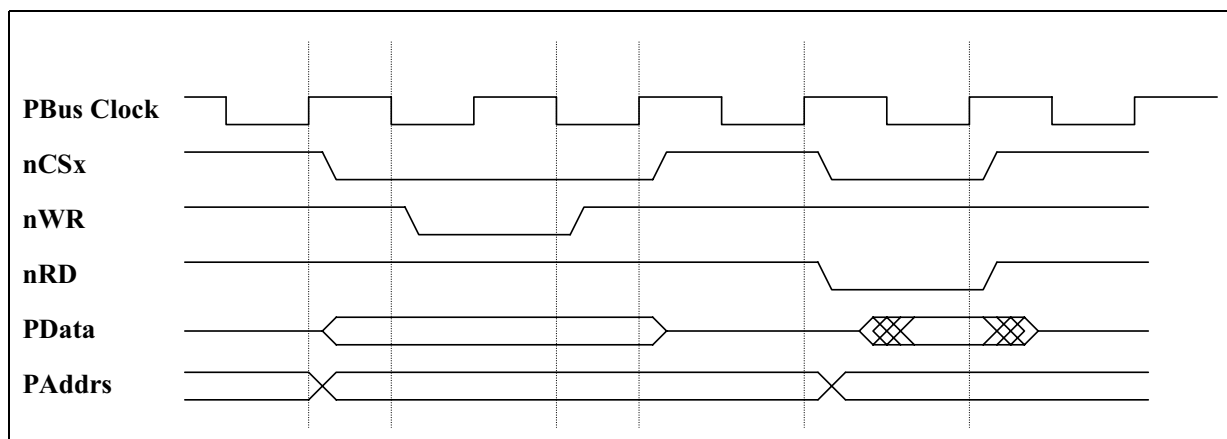 PBus Clock
nCSx
nWR
nRD
PData
PAddrs